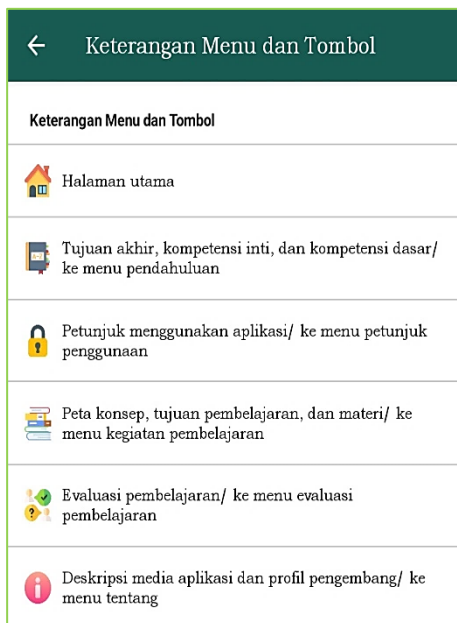 Keterangan Menu dan Tombol
Keterangan Menu dan Tombol
Halaman utama
Tujuan akhir, kompetensi inti, dan kompetensi dasar/
ke menu pendahuluan
Petunjuk menggunakan aplikasi/ ke menu petunjuk
penggunaan
Peta konsep, tujuan pembelajaran, dan materi/ ke
menu kegiatan pembelajaran
Evaluasi pembelajaran/ ke menu evaluasi
pembelajaran
Deskripsi media aplikasi dan profil pengembang/ ke
menu tentang